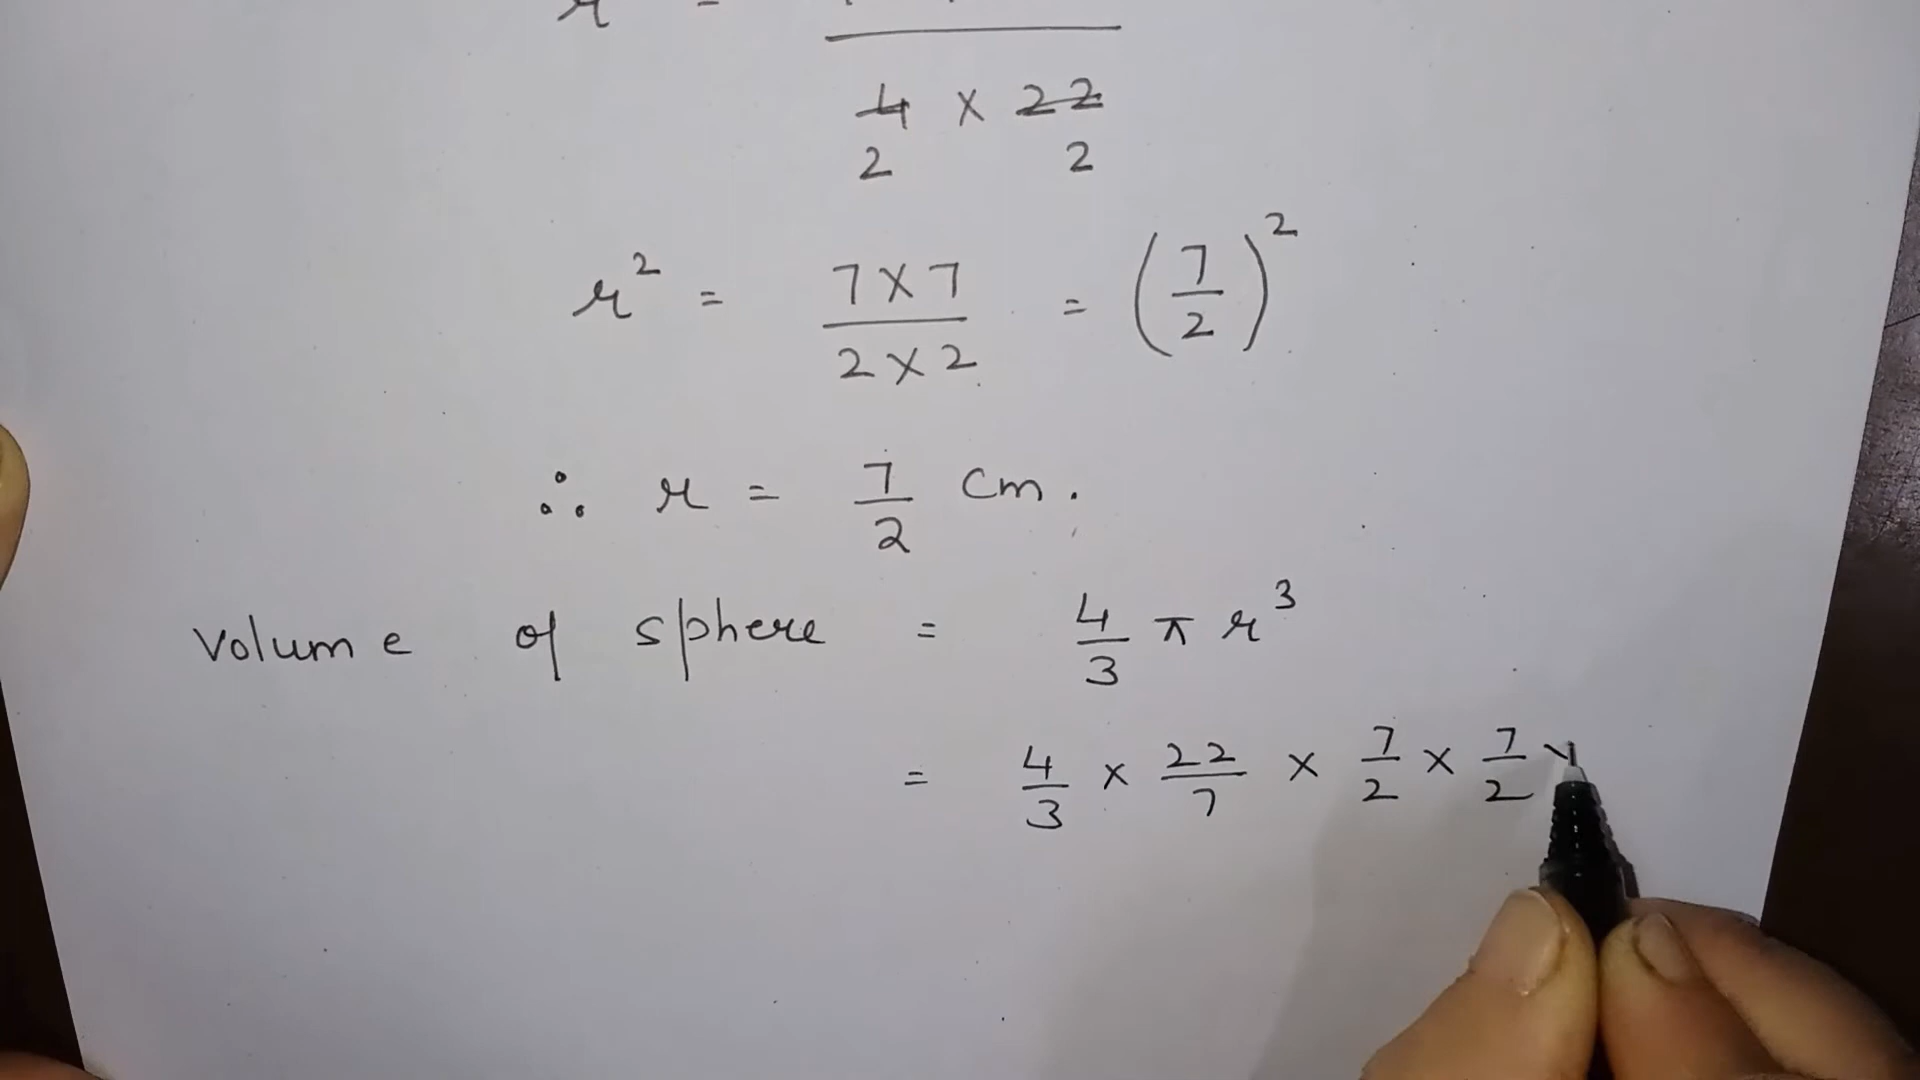 r =
4 × 22
2 2
r² = 7×7 / 2×2 = (7/2)²
∴ r = 7/2 cm.
Volume of sphere = 4/3 π r³
= 4/3 × 22/7 × 7/2 × 7/2 ×